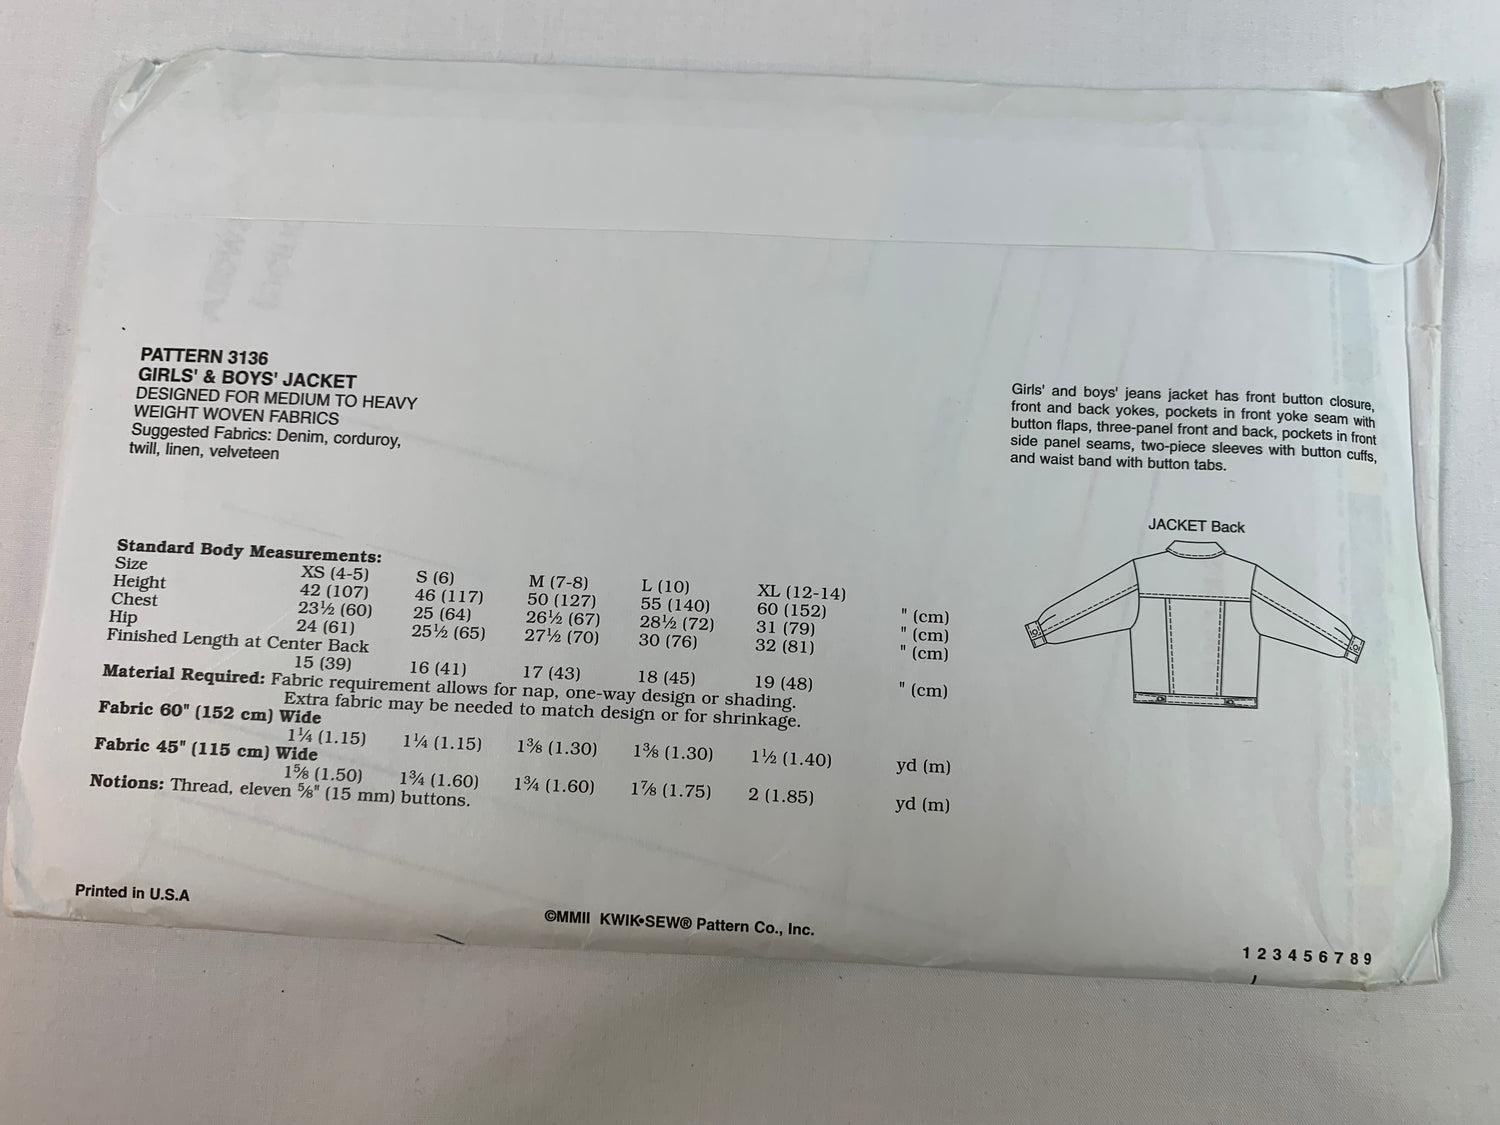 PATTERN 3136
GIRLS' & BOYS' JACKET
DESIGNED FOR MEDIUM TO HEAVY
WEIGHT WOVEN FABRICS
Suggested Fabrics: Denim, corduroy,
twill, linen, velveteen
Girls' and boys' jeans jacket has front button closure,
front and back yokes, pockets in front yoke seam with
button flaps, three-panel front and back, pockets in front
side panel seams, two-piece sleeves with button cuffs,
and waist band with button tabs.
JACKET Back
Standard Body Measurements:
Size XS (4-5) S (6) M (7-8) L (10) XL (12-14)
Height 42 (107) 46 (117) 50 (127) 55 (140) 60 (152) " (cm)
Chest 23½ (60) 25 (64) 26½ (67) 28½ (72) 31 (79) " (cm)
Hip 24 (61) 25½ (65) 27½ (70) 30 (76) 32 (81) " (cm)
Finished Length at Center Back
15 (39) 16 (41) 17 (43) 18 (45) 19 (48) " (cm)
Material Required: Fabric requirement allows for nap, one-way design or shading.
Extra fabric may be needed to match design or for shrinkage.
Fabric 60" (152 cm) Wide
1¼ (1.15) 1¼ (1.15) 1⅜ (1.30) 1⅜ (1.30) 1½ (1.40) yd (m)
Fabric 45" (115 cm) Wide
1⅝ (1.50) 1¾ (1.60) 1¾ (1.60) 1⅞ (1.75) 2 (1.85) yd (m)
Notions: Thread, eleven ⅝" (15 mm) buttons.
Printed in U.S.A
©MMII KWIK•SEW® Pattern Co., Inc.
1 2 3 4 5 6 7 8 9